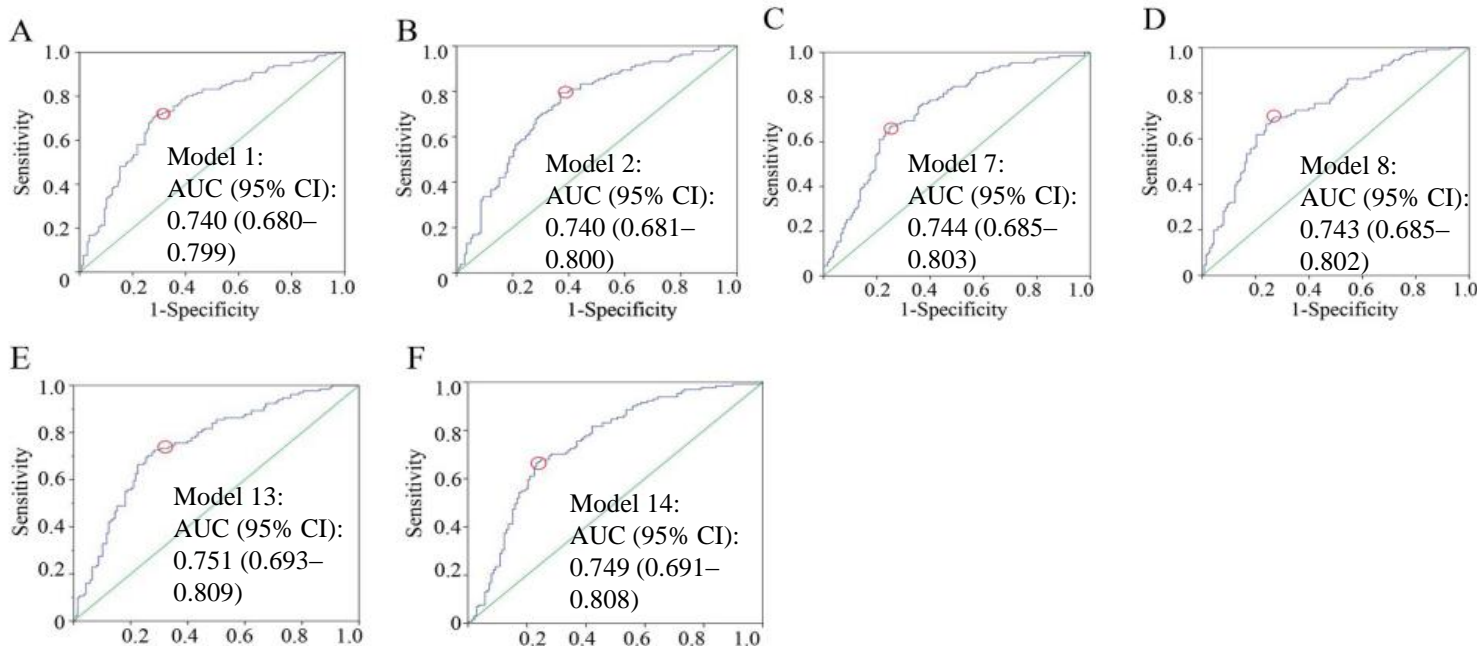 A
1.0
0.8
0.6
0.4
0.2
0
Sensitivity
Model 1:
AUC (95% CI):
0.740 (0.680–
0.799)
0.2 0.4 0.6 0.8 1.0
1-Specificity
B
1.0
0.8
0.6
0.4
0.2
0
Sensitivity
Model 2:
AUC (95% CI):
0.740 (0.681–
0.800)
0.2 0.4 0.6 0.8 1.0
1-Specificity
C
1.0
0.8
0.6
0.4
0.2
0
Sensitivity
Model 7:
AUC (95% CI):
0.744 (0.685–
0.803)
0.2 0.4 0.6 0.8 1.0
1-Specificity
D
1.0
0.8
0.6
0.4
0.2
0
Sensitivity
Model 8:
AUC (95% CI):
0.743 (0.685–
0.802)
0.2 0.4 0.6 0.8 1.0
1-Specificity
E
1.0
0.8
0.6
0.4
0.2
0
Sensitivity
Model 13:
AUC (95% CI):
0.751 (0.693–
0.809)
0.2 0.4 0.6 0.8 1.0
F
1.0
0.8
0.6
0.4
0.2
0
Sensitivity
Model 14:
AUC (95% CI):
0.749 (0.691–
0.808)
0.2 0.4 0.6 0.8 1.0